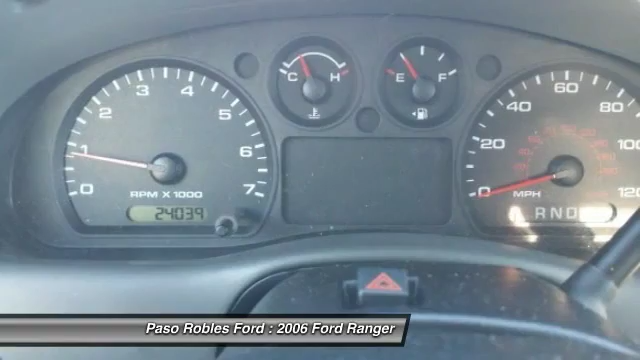 C H
E F
0 1 2 3 4 5 6 7
RPM X 1000
24039
0 20 40 60 80 100 120
MPH
R N D
Paso Robles Ford : 2006 Ford Ranger